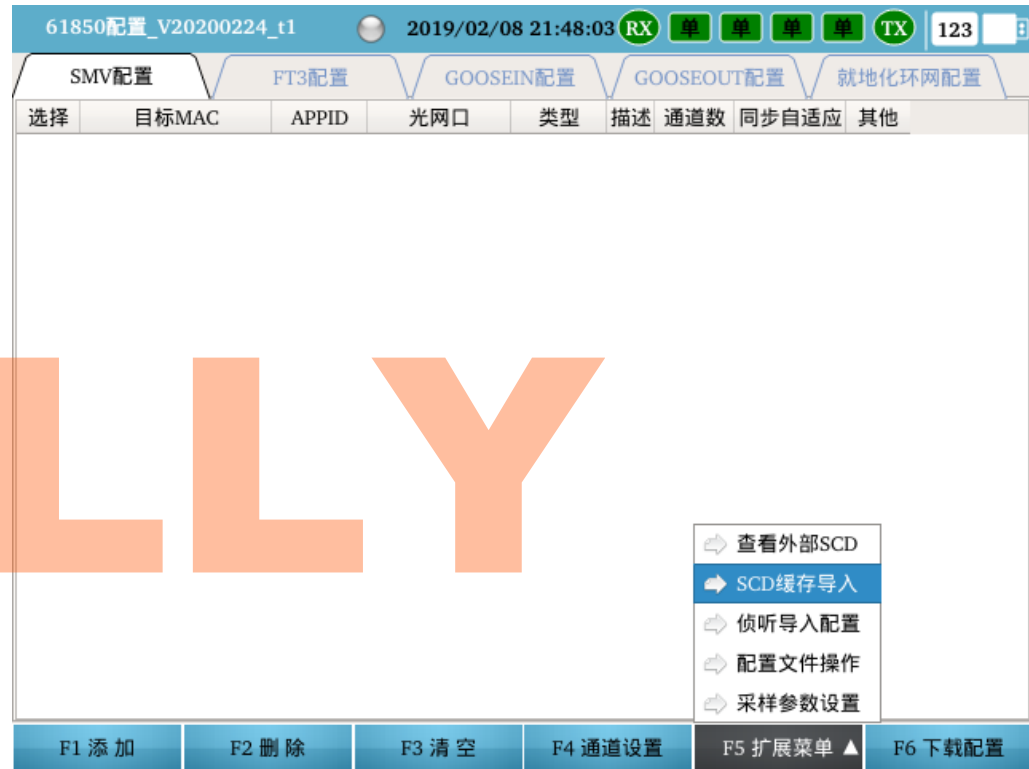 61850配置_V20200224_t1 2019/02/08 21:48:03 RX 单 单 单 单 TX 123
SMV配置 FT3配置 GOOSEIN配置 GOOSEOUT配置 就地化环网配置
选择 目标MAC APPID 光网口 类型 描述 通道数 同步自适应 其他
LLY
查看外部SCD
SCD缓存导入
侦听导入配置
配置文件操作
采样参数设置
F1 添 加 F2 删 除 F3 清 空 F4 通道设置 F5 扩展菜单 ▲ F6 下载配置